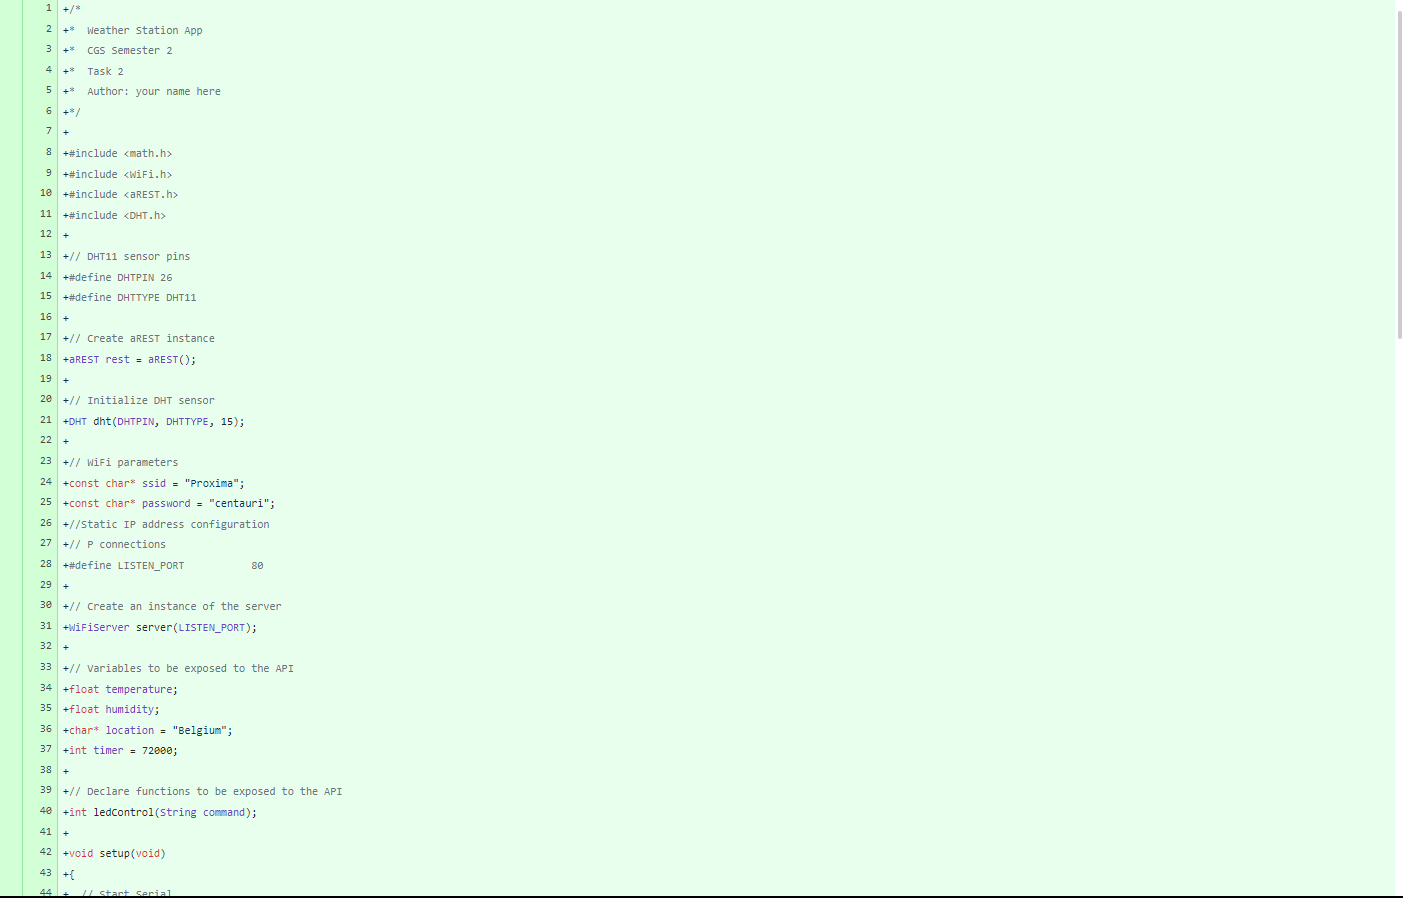 1 +/*
2 +*  Weather Station App
3 +*  CGS Semester 2
4 +*  Task 2
5 +*  Author: your name here
6 +*/
7 +
8 +#include <math.h>
9 +#include <WiFi.h>
10 +#include <aREST.h>
11 +#include <DHT.h>
12 +
13 +// DHT11 sensor pins
14 +#define DHTPIN 26
15 +#define DHTTYPE DHT11
16 +
17 +// Create aREST instance
18 +aREST rest = aREST();
19 +
20 +// Initialize DHT sensor
21 +DHT dht(DHTPIN, DHTTYPE, 15);
22 +
23 +// WiFi parameters
24 +const char* ssid = "Proxima";
25 +const char* password = "centauri";
26 +//Static IP address configuration
27 +// P connections
28 +#define LISTEN_PORT           80
29 +
30 +// Create an instance of the server
31 +WiFiServer server(LISTEN_PORT);
32 +
33 +// Variables to be exposed to the API
34 +float temperature;
35 +float humidity;
36 +char* location = "Belgium";
37 +int timer = 72000;
38 +
39 +// Declare functions to be exposed to the API
40 +int ledControl(String command);
41 +
42 +void setup(void)
43 +{
44 +  // Start Serial